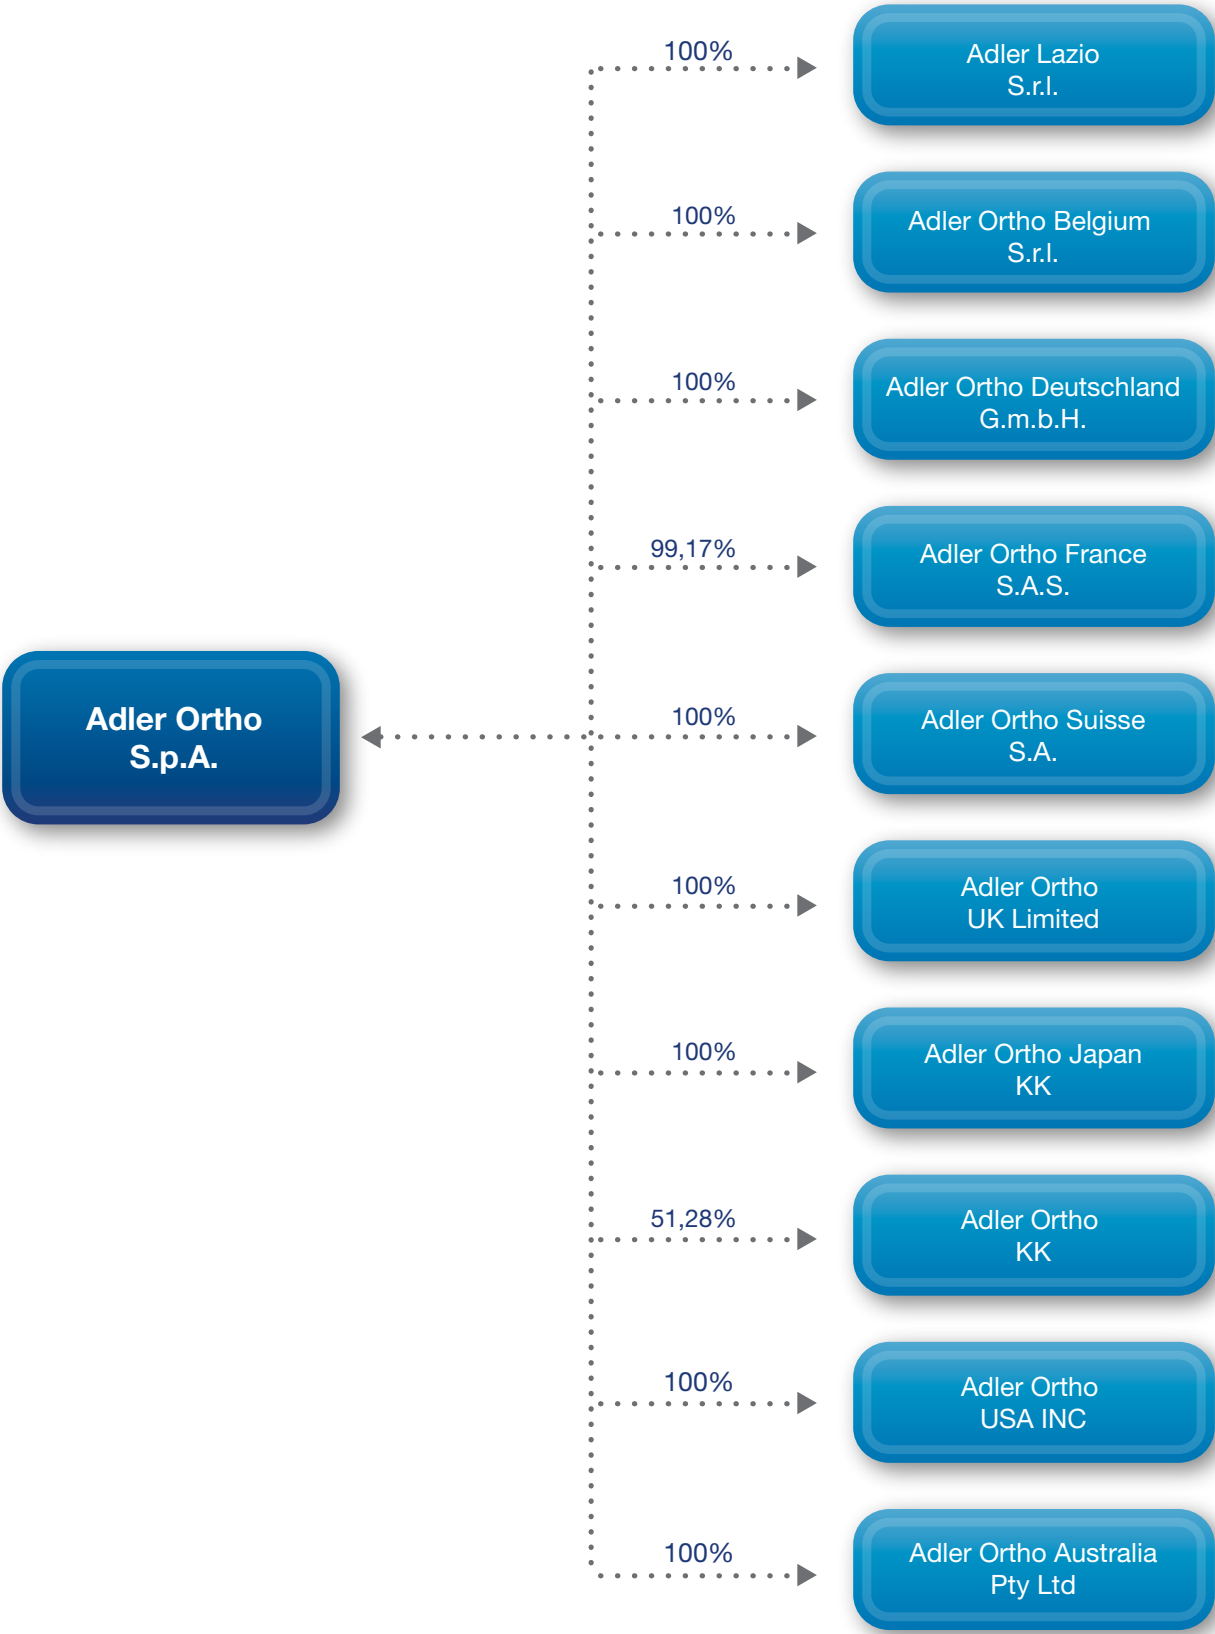 100%
Adler Lazio
S.r.l.
100%
Adler Ortho Belgium
S.r.l.
100%
Adler Ortho Deutschland
G.m.b.H.
99,17%
Adler Ortho France
S.A.S.
Adler Ortho
S.p.A.
100%
Adler Ortho Suisse
S.A.
100%
Adler Ortho
UK Limited
100%
Adler Ortho Japan
KK
51,28%
Adler Ortho
KK
100%
Adler Ortho
USA INC
100%
Adler Ortho Australia
Pty Ltd